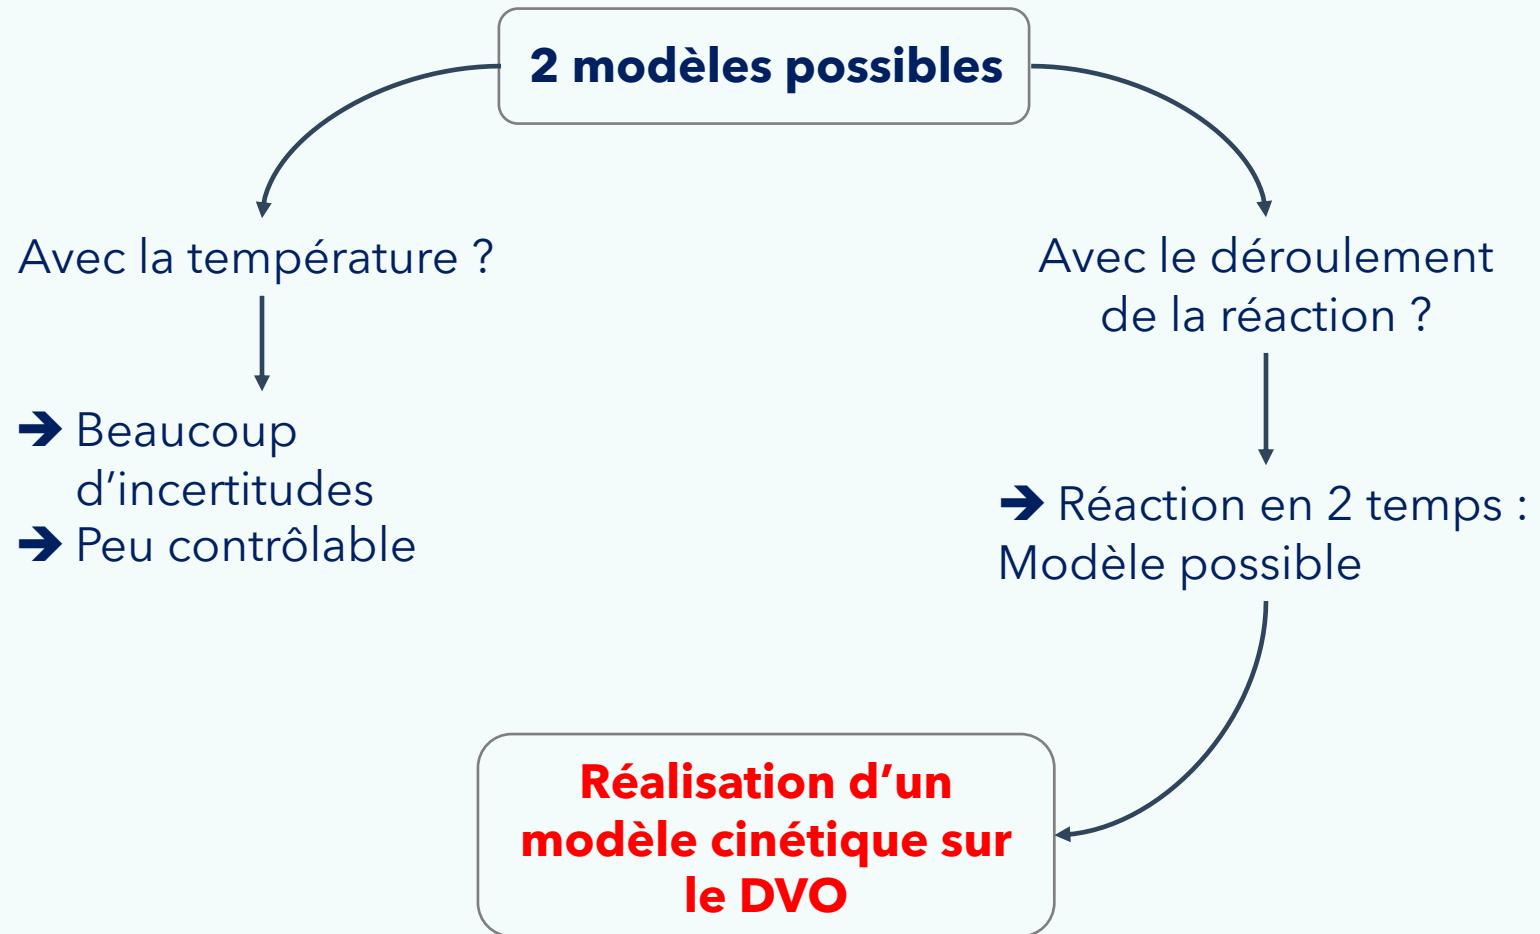 2 modèles possibles
Avec la température ?
➔ Beaucoup
d’incertitudes
➔ Peu contrôlable
Avec le déroulement
de la réaction ?
➔ Réaction en 2 temps :
Modèle possible
Réalisation d’un
modèle cinétique sur
le DVO